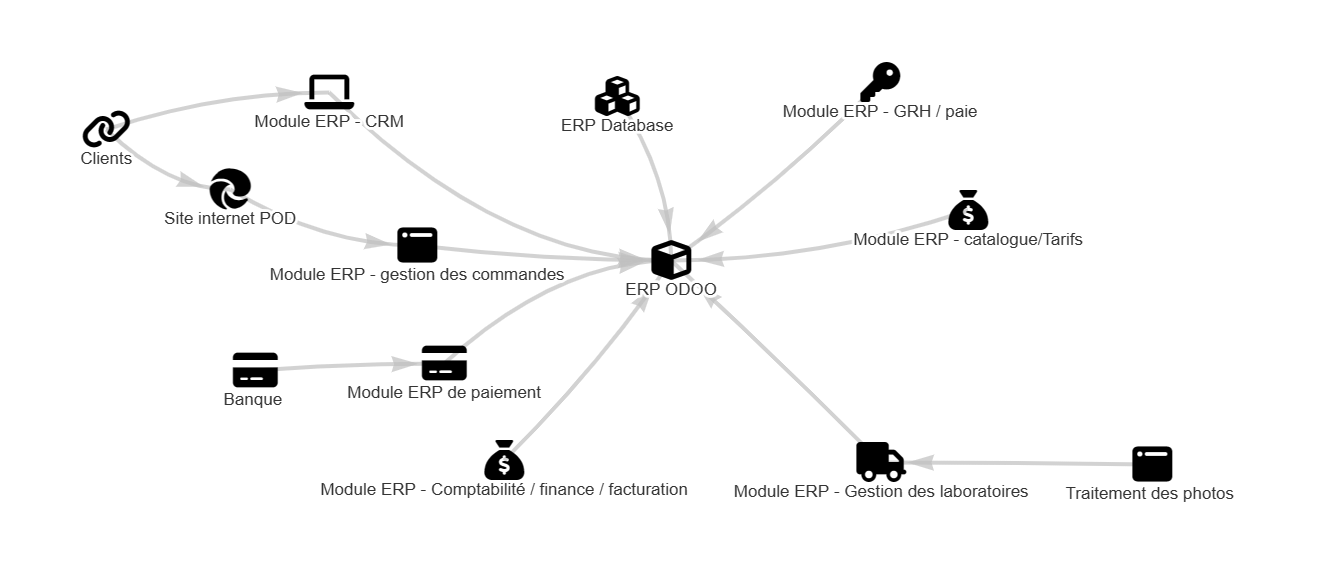 Module ERP - CRM
ERP Database
Module ERP - GRH / paie
Clients
Site internet POD
Module ERP - catalogue/Tarifs
Module ERP - gestion des commandes
ERP ODOO
Banque
Module ERP de paiement
Module ERP - Comptabilité / finance / facturation
Module ERP - Gestion des laboratoires
Traitement des photos